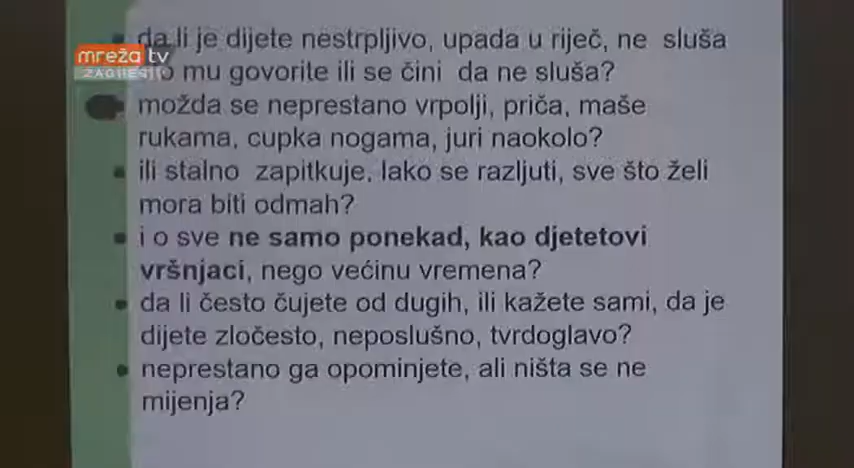 da li je dijete nestrpljivo, upada u riječ, ne sluša
mreža tv
ZAGREB
mu govorite ili se čini da ne sluša?
možda se neprestano vrpolji, priča, maše
rukama, cupka nogama, juri naokolo?
ili stalno zapitkuje, lako se razljuti, sve što želi
mora biti odmah?
i o sve ne samo ponekad, kao djetetovi
vršnjaci, nego većinu vremena?
da li često čujete od dugih, ili kažete sami, da je
dijete zločesto, neposlušno, tvrdoglavo?
neprestano ga opominjete, ali ništa se ne
mijenja?